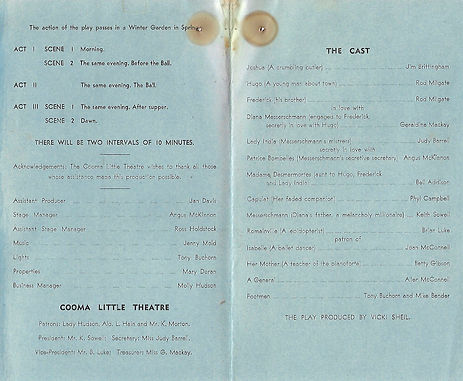 The action of the play passes in a Winter Garden in Spring
ACT I SCENE 1 Morning.
SCENE 2 The same evening. Before the Ball.
ACT II The same evening. The Ball.
ACT III SCENE 1 The same evening. After supper.
SCENE 2 Dawn.
THERE WILL BE TWO INTERVALS OF 10 MINUTES.
Acknowledgements: The Cooma Little Theatre wishes to thank all those
whose assistance made this production possible.
Assistant Producer Jan Davis
Stage Manager Angus McKinnon
Assistant Stage Manager Ross Holdstock
Music Jenny Mold
Lights Tony Buchorn
Properties Mary Doran
Business Manager Molly Hudson
COOMA LITTLE THEATRE
Patrons: Lady Hudson, Ald. L. Hain and Mr. K. Morton.
President: Mr. K. Sowell; Secretary: Miss Judy Barrell.
Vice-President: Mr. B. Luke; Treasurer: Miss G. Mackay.
THE CAST
Joshua (A crumbling butler) Jim Brittingham
Hugo (A young man about town) Rod Milgate
Frederick (his brother) Rod Milgate
in love with
Diana Messerschmann (engaged to Frederick
secretly in love with Hugo) Geraldine Mackay
Lady India (Messerschmann's mistress) Judy Barrell
secretly in love with
Patrice Bombelles (Messerschmann's secretive secretary) Angus McKinnon
Madame Desmermortes (aunt to Hugo, Frederick
and Lady India) Bell Adinson
Capulat (Her faded companion) Phyl Campbell
Messerschmann (Diana's father, a melancholy millionaire) Keith Sowell
Romainville (A lepidopterist) Brian Luke
patron of
Isabelle (A ballet dancer) Joan McConnell
Her Mother (A teacher of the pianoforte) Betty Gibson
A General Allen McConnell
Footmen Tony Buchorn and Mike Bender
THE PLAY PRODUCED BY VICKI SHEIL.